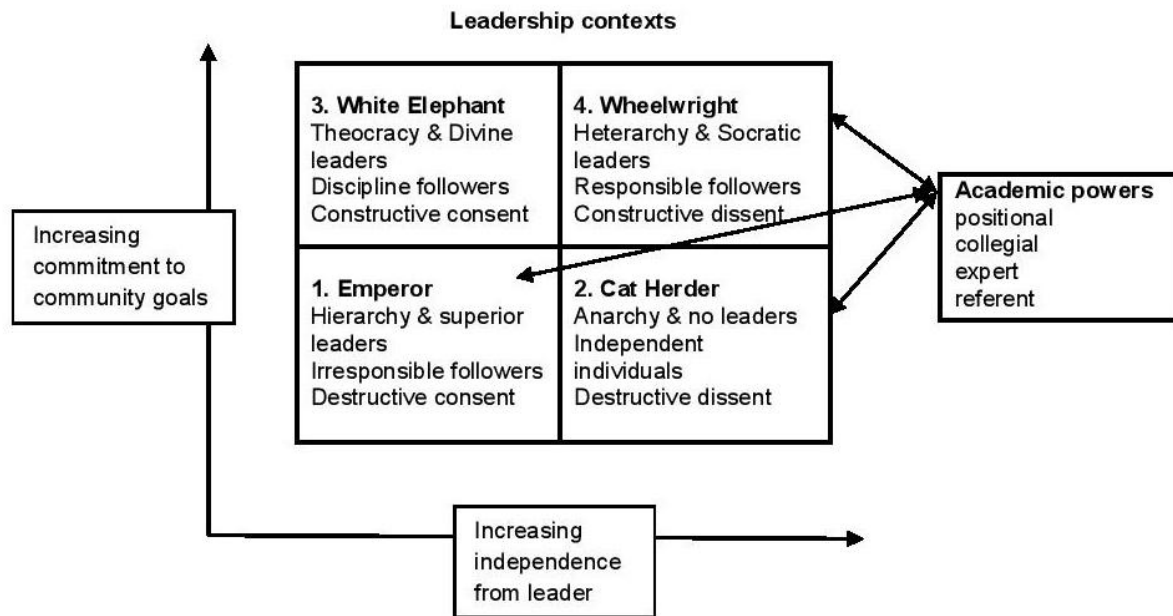 Leadership contexts
3. White Elephant
Theocracy & Divine
leaders
Discipline followers
Constructive consent
4. Wheelwright
Heterarchy & Socratic
leaders
Responsible followers
Constructive dissent
Academic powers
positional
collegial
expert
referent
Increasing
commitment to
community goals
1. Emperor
Hierarchy & superior
leaders
Irresponsible followers
Destructive consent
2. Cat Herder
Anarchy & no leaders
Independent
individuals
Destructive dissent
Increasing
independence
from leader